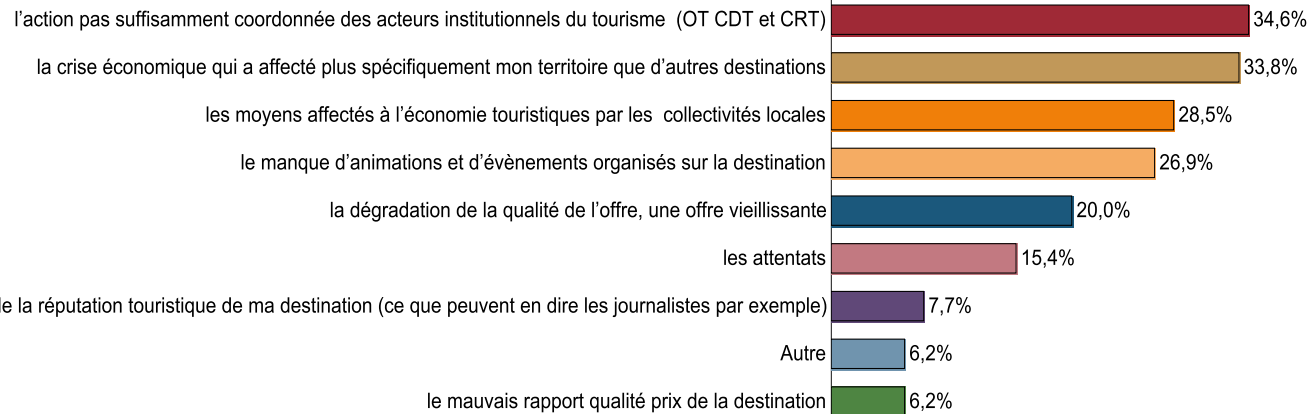 l’action pas suffisamment coordonnée des acteurs institutionnels du tourisme (OT CDT et CRT) 34,6%
la crise économique qui a affecté plus spécifiquement mon territoire que d’autres destinations 33,8%
les moyens affectés à l’économie touristiques par les collectivités locales 28,5%
le manque d’animations et d’évènements organisés sur la destination 26,9%
la dégradation de la qualité de l’offre, une offre vieillissante 20,0%
les attentats 15,4%
la réputation touristique de ma destination (ce que peuvent en dire les journalistes par exemple) 7,7%
Autre 6,2%
le mauvais rapport qualité prix de la destination 6,2%